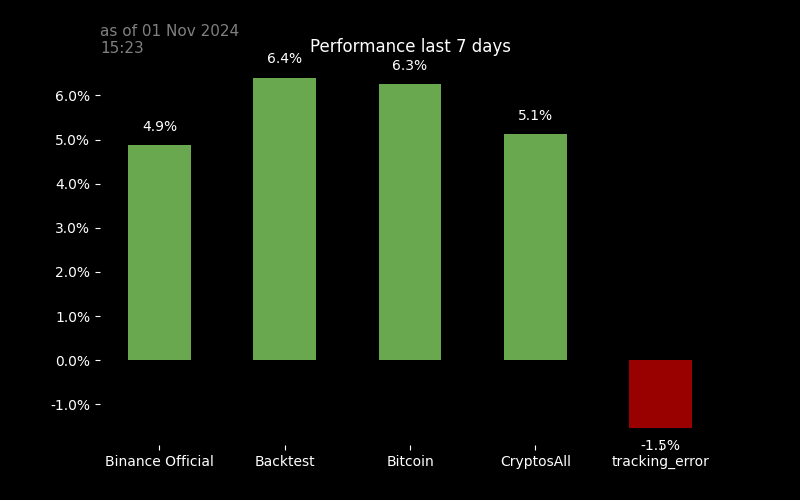 as of 01 Nov 2024
15:23
Performance last 7 days
6.4%
6.3%
5.1%
4.9%
6.0%
5.0%
4.0%
3.0%
2.0%
1.0%
0.0%
-1.0%
-1.5%
Binance Official
Backtest
Bitcoin
CryptosAll
tracking_error